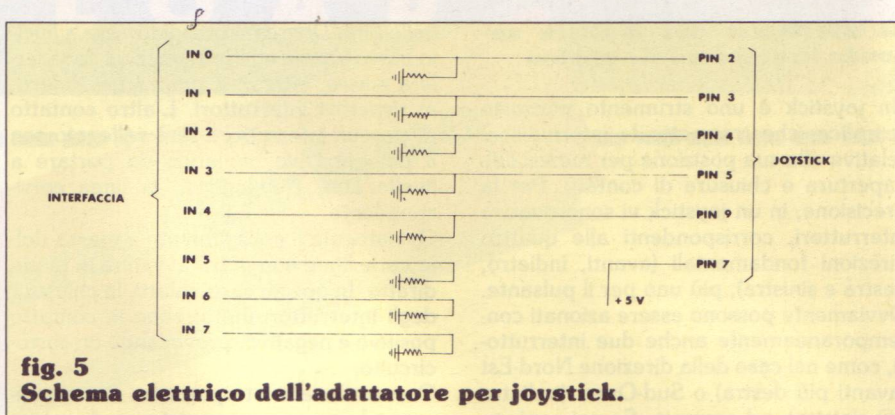 IN 0
PIN 2
IN 1
PIN 3
IN 2
PIN 4
JOYSTICK
IN 3
PIN 5
INTERFACCIA
IN 4
PIN 9
IN 5
PIN 7
IN 6
+ 5 V
IN 7
fig. 5
Schema elettrico dell'adattatore per joystick.